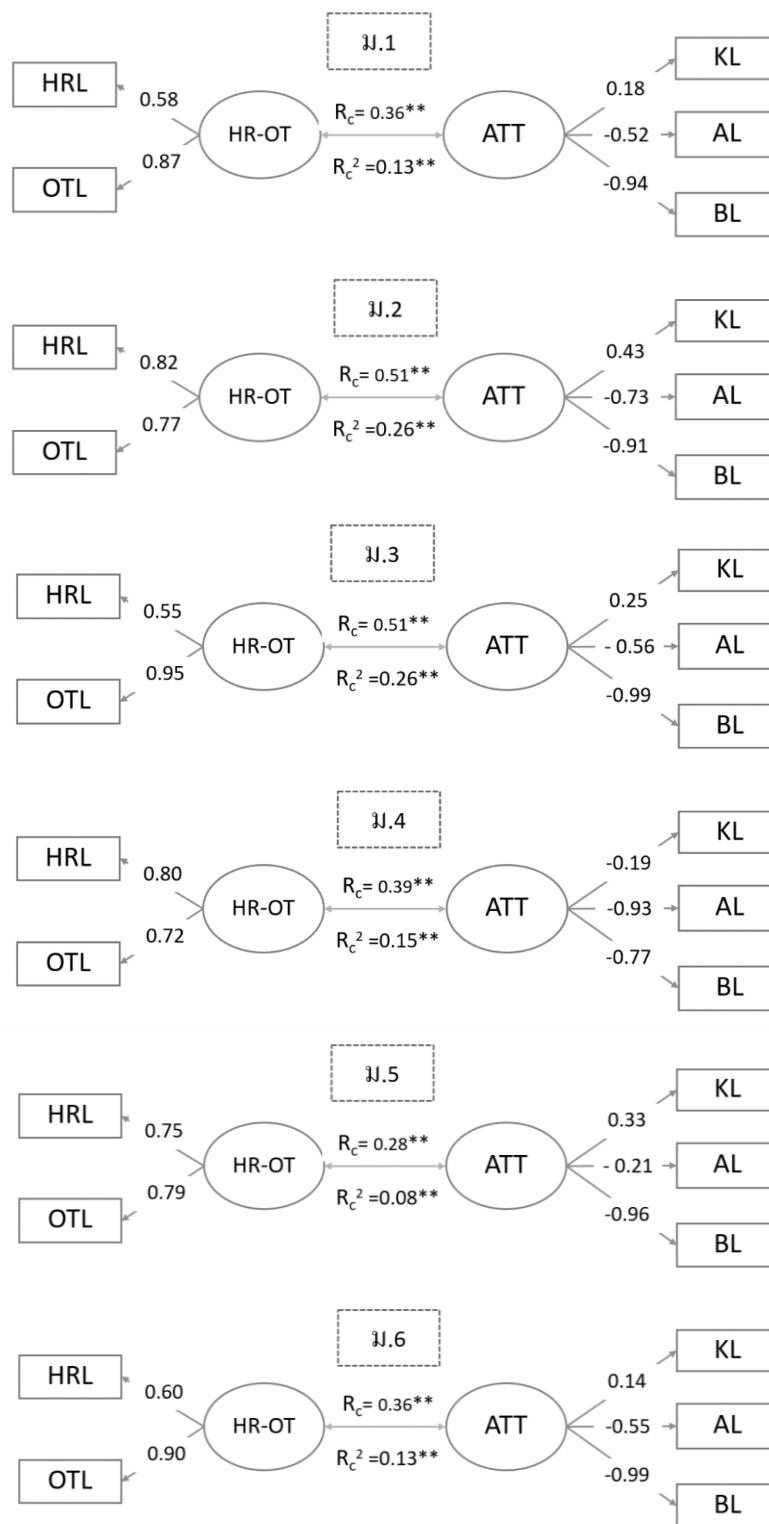 ม.1
HRL
0.58
HR-OT
Rc= 0.36**
Rc² =0.13**
ATT
0.18
KL
-0.52
AL
OTL
0.87
-0.94
BL
ม.2
HRL
0.82
HR-OT
Rc= 0.51**
Rc² =0.26**
ATT
0.43
KL
-0.73
AL
OTL
0.77
-0.91
BL
ม.3
HRL
0.55
HR-OT
Rc= 0.51**
Rc² =0.26**
ATT
0.25
KL
- 0.56
AL
OTL
0.95
-0.99
BL
ม.4
HRL
0.80
HR-OT
Rc= 0.39**
Rc² =0.15**
ATT
-0.19
KL
-0.93
AL
OTL
0.72
-0.77
BL
ม.5
HRL
0.75
HR-OT
Rc= 0.28**
Rc² =0.08**
ATT
0.33
KL
- 0.21
AL
OTL
0.79
-0.96
BL
ม.6
HRL
0.60
HR-OT
Rc= 0.36**
Rc² =0.13**
ATT
0.14
KL
-0.55
AL
OTL
0.90
-0.99
BL